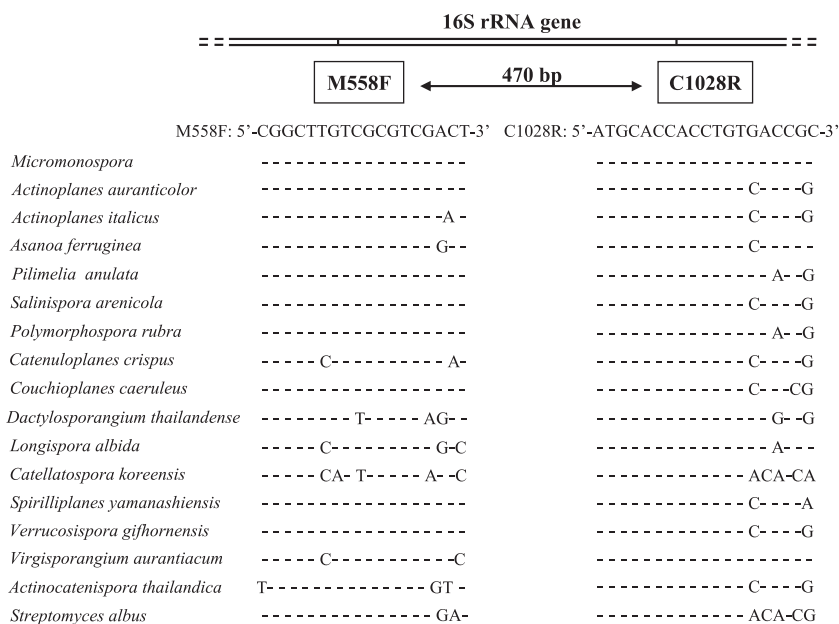 16S rRNA gene
M558F 470 bp C1028R
M558F: 5’-CGGCTTGTCGCGTCGACT-3’ C1028R: 5’-ATGCACCACCTGTGACCGC-3’
Micromonospora ------------------ -------------------
Actinoplanes auranticolor ------------------ --------------C----G
Actinoplanes italicus ----------------A- --------------C----G
Asanoa ferruginea ----------------G-- --------------C-----
Pilimelia anulata ------------------ ----------------A--G
Salinispora arenicola ------------------ --------------C----G
Polymorphospora rubra ------------------ ----------------A--G
Catenuloplanes crispus ------C----------A- --------------C----G
Couchioplanes caeruleus ------------------ --------------C---CG
Dactylosporangium thailandense ---------T-----AG-- ----------------G--G
Longispora albida ------C---------G-C --------------- -A---
Catellatospora koreensis ------CA-T-----A--C --------------ACA-CA
Spirilliplanes yamanashiensis ------------------ --------------C----A
Verrucosispora gifhornensis ------------------ --------------C----G
Virgisporangium aurantiacum ------C-----------C -------------------
Actinocatenispora thailandica T--------------GT- --------------C----G
Streptomyces albus ----------------GA- --------------ACA-CG